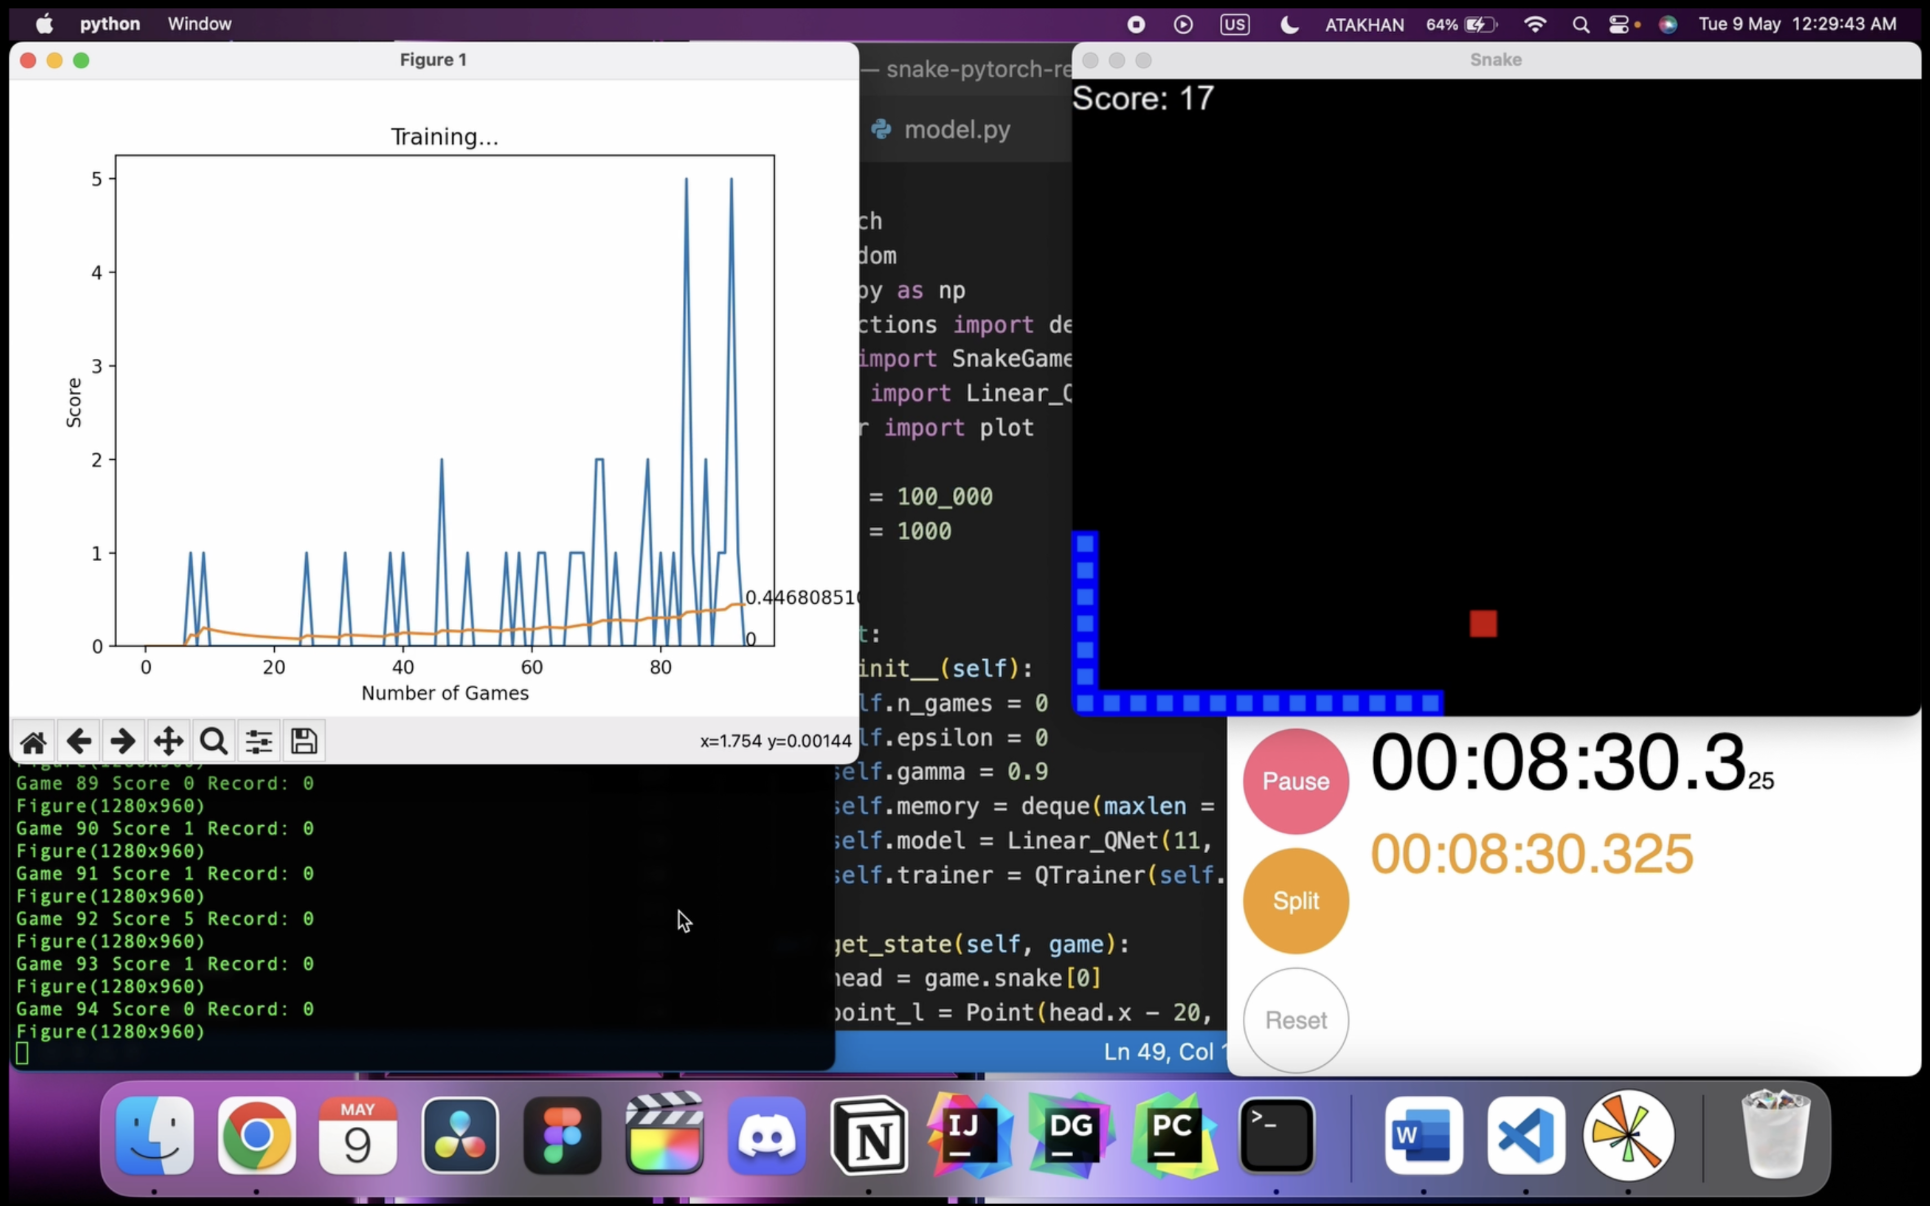 python Window US ATAKHAN 64% Tue 9 May 12:29:43 AM
Figure 1
Training...
5
4
3
2
1
0
Score
0.446808510
0
0 20 40 60 80
Number of Games
x=1.754 y=0.00144
Game 89 Score 0 Record: 0
Figure(1280x960)
Game 90 Score 1 Record: 0
Figure(1280x960)
Game 91 Score 1 Record: 0
Figure(1280x960)
Game 92 Score 5 Record: 0
Figure(1280x960)
Game 93 Score 1 Record: 0
Figure(1280x960)
Game 94 Score 0 Record: 0
Figure(1280x960)
— snake-pytorch-re
model.py
ch
dom
py as np
ctions import de
import SnakeGame
import Linear_Q
r import plot
= 100_000
= 1000
t:
init__(self):
lf.n_games = 0
lf.epsilon = 0
self.gamma = 0.9
self.memory = deque(maxlen =
self.model = Linear_QNet(11,
self.trainer = QTrainer(self.
get_state(self, game):
head = game.snake[0]
point_l = Point(head.x - 20,
Ln 49, Col
Snake
Score: 17
Pause
00:08:30.325
00:08:30.325
Split
Reset
MAY
9
N
IJ
DG
PC
>_
W